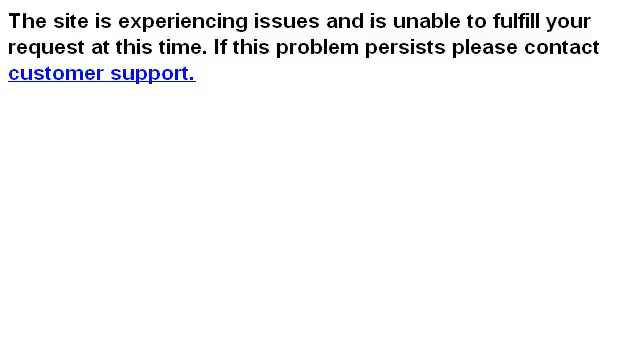 The site is experiencing issues and is unable to fulfill your
request at this time. If this problem persists please contact
customer support.